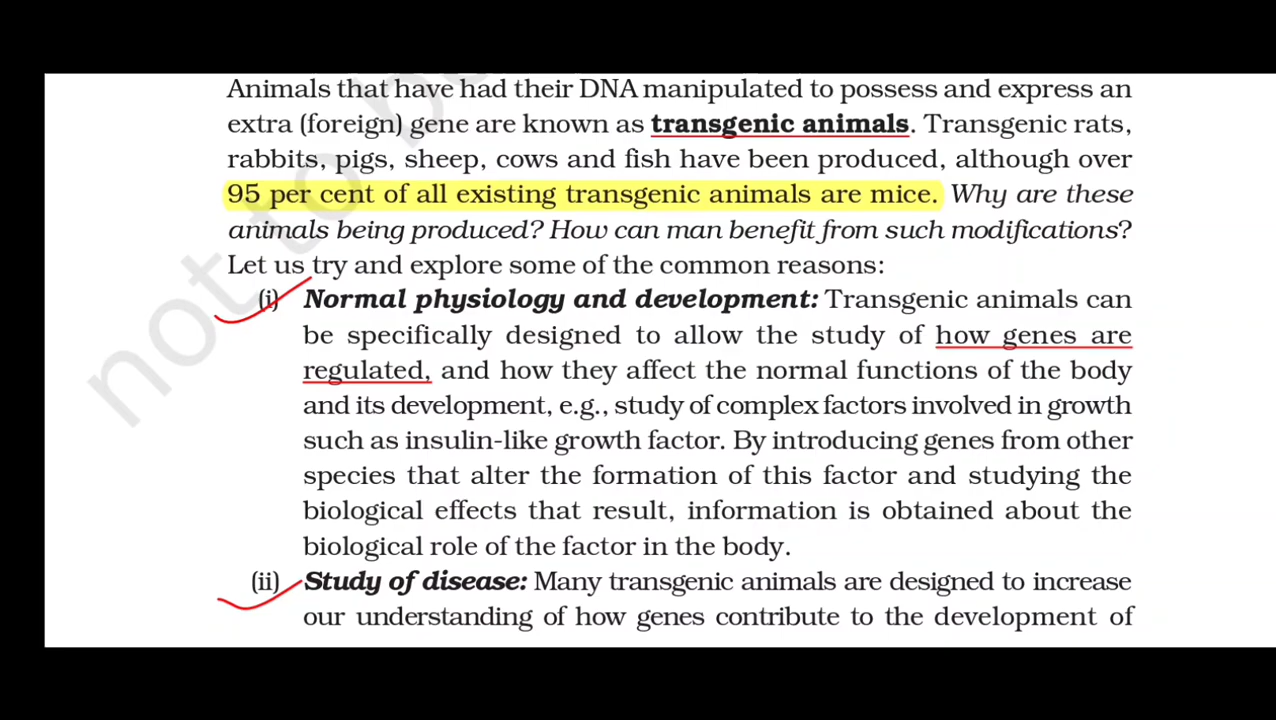 Animals that have had their DNA manipulated to possess and express an
extra (foreign) gene are known as transgenic animals. Transgenic rats,
rabbits, pigs, sheep, cows and fish have been produced, although over
95 per cent of all existing transgenic animals are mice. Why are these
animals being produced? How can man benefit from such modifications?
Let us try and explore some of the common reasons:
(i) Normal physiology and development: Transgenic animals can
be specifically designed to allow the study of how genes are
regulated, and how they affect the normal functions of the body
and its development, e.g., study of complex factors involved in growth
such as insulin-like growth factor. By introducing genes from other
species that alter the formation of this factor and studying the
biological effects that result, information is obtained about the
biological role of the factor in the body.
(ii) Study of disease: Many transgenic animals are designed to increase
our understanding of how genes contribute to the development of
not to b